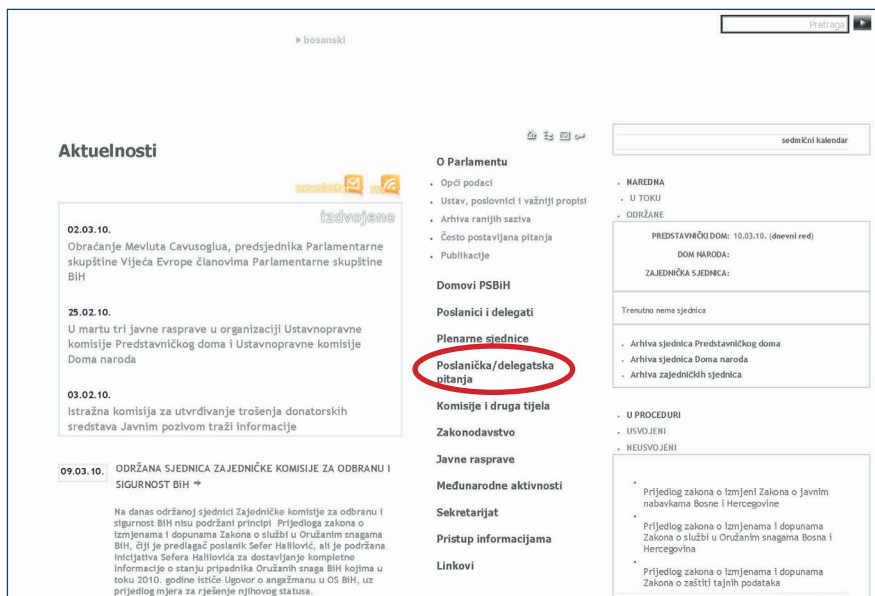 Pretraga
▸ bosanski
Aktuelnosti
newsletter
izdvojeno
02.03.10.
Obraćanje Mevluta Cavusoglua, predsjednika Parlamentarne
skupštine Vijeća Evrope članovima Parlamentarne skupštine
BiH
25.02.10.
U martu tri javne rasprave u organizaciji Ustavnopravne
komisije Predstavničkog doma i Ustavnopravne komisije
Doma naroda
03.02.10.
Istražna komisija za utvrđivanje trošenja donatorskih
sredstava Javnim pozivom traži informacije
09.03.10.
ODRŽANA SJEDNICA ZAJEDNIČKE KOMISIJE ZA ODBRANU I
SIGURNOST BiH
Na danas održanoj sjednici Zajedničke komisije za odbranu i
sigurnost BiH nisu podržani principi Prijedloga zakona o
izmjenama i dopunama Zakona o službi u Oružanim snagama
BiH, čiji je predlagač poslanik Sefer Halilović, ali je podržana
Inicijativa Sefera Halilovića za dostavljanje kompletne
Informacije o stanju pripadnika Oružanih snaga BiH kojima u
toku 2010. godine ističe Ugovor o angažmanu u OS BiH, uz
prijedlog mjera za rješenje njihovog statusa.
O Parlamentu
Opći podaci
Ustav, poslovnici i važniji propisi
Arhiva ranijih saziva
Često postavljana pitanja
Publikacije
Domovi PSBiH
Poslanici i delegati
Plenarne sjednice
Poslanička/delegatska
pitanja
Komisije i druga tijela
Zakonodavstvo
Javne rasprave
Međunarodne aktivnosti
Sekretarijat
Pristup informacijama
Linkovi
sedmični kalendar
NAREDNA
U TOKU
ODRŽANE
PREDSTAVNIČKI DOM: 10.03.10. (dnevni red)
DOM NARODA:
ZAJEDNIČKA SJEDNICA:
Trenutno nema sjednica
Arhiva sjednica Predstavničkog doma
Arhiva sjednica Doma naroda
Arhiva zajedničkih sjednica
U PROCEDURI
USVOJENI
NEUSVOJENI
Prijedlog zakona o izmjeni Zakona o javnim
nabavkama Bosne i Hercegovine
Prijedlog zakona o izmjenama i dopunama
Zakona o službi u Oružanim snagama Bosna i
Hercegovina
Prijedlog zakona o izmjenama i dopunama
Zakona o zaštiti tajnih podataka